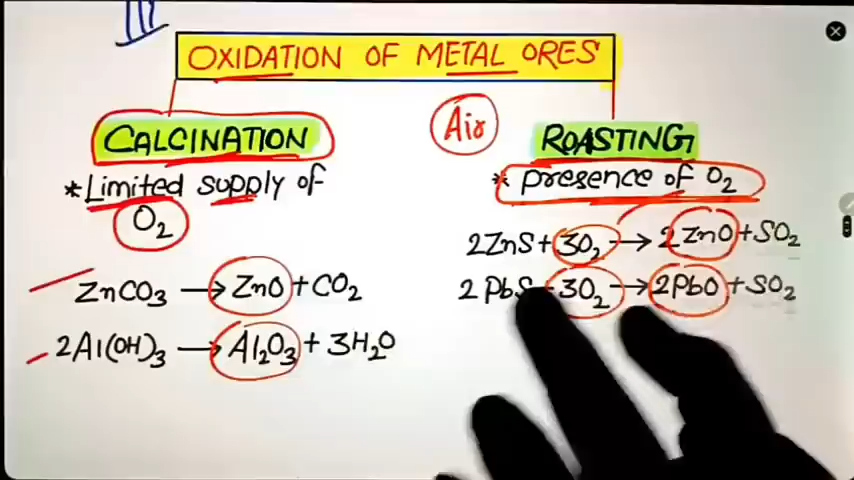 III
OXIDATION OF METAL ORES
CALCINATION
*Limited supply of
O₂
ZnCO₃ → ZnO + CO₂
2Al(OH)₃ → Al₂O₃ + 3H₂O
Air
ROASTING
* presence of O₂
2ZnS + 3O₂ → 2ZnO + SO₂
2PbS + 3O₂ → 2PbO + SO₂